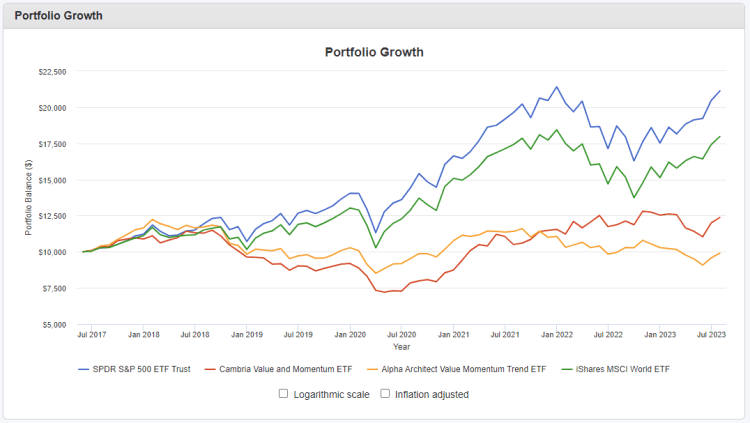 Portfolio Growth
Portfolio Growth
$22,500
$20,000
$17,500
$15,000
$12,500
$10,000
$7,500
$5,000
Portfolio Balance ($)
Jul 2017 Jan 2018 Jul 2018 Jan 2019 Jul 2019 Jan 2020 Jul 2020 Jan 2021 Jul 2021 Jan 2022 Jul 2022 Jan 2023 Jul 2023
Year
SPDR S&P 500 ETF Trust Cambria Value and Momentum ETF Alpha Architect Value Momentum Trend ETF iShares MSCI World ETF
Logarithmic scale Inflation adjusted